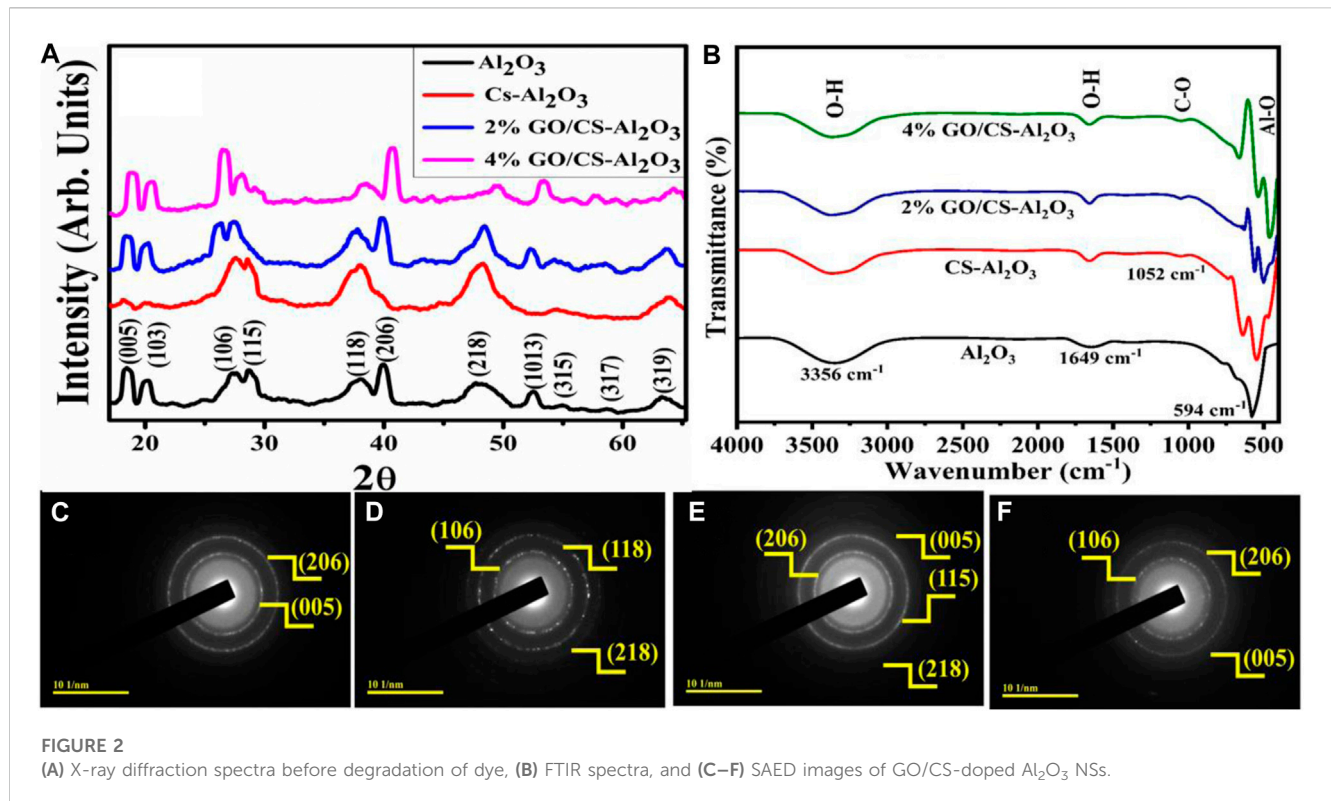 A
Intensity (Arb. Units)
Al₂O₃
Cs-Al₂O₃
2% GO/CS-Al₂O₃
4% GO/CS-Al₂O₃
(005)
(103)
(106)
(115)
(118)
(206)
(218)
(1013)
(315)
(317)
(319)
20
30
40
50
60
2θ
B
Transmittance (%)
O-H
O-H
C-O
Al-O
4% GO/CS-Al₂O₃
2% GO/CS-Al₂O₃
CS-Al₂O₃
1052 cm⁻¹
Al₂O₃
3356 cm⁻¹
1649 cm⁻¹
594 cm⁻¹
4000 3500 3000 2500 2000 1500 1000 500
Wavenumber (cm⁻¹)
C
(206)
(005)
10 1/nm
D
(106)
(118)
(218)
10 1/nm
E
(206)
(005)
(115)
(218)
10 1/nm
F
(106)
(206)
(005)
10 1/nm
FIGURE 2
(A) X-ray diffraction spectra before degradation of dye, (B) FTIR spectra, and (C–F) SAED images of GO/CS-doped Al₂O₃ NSs.